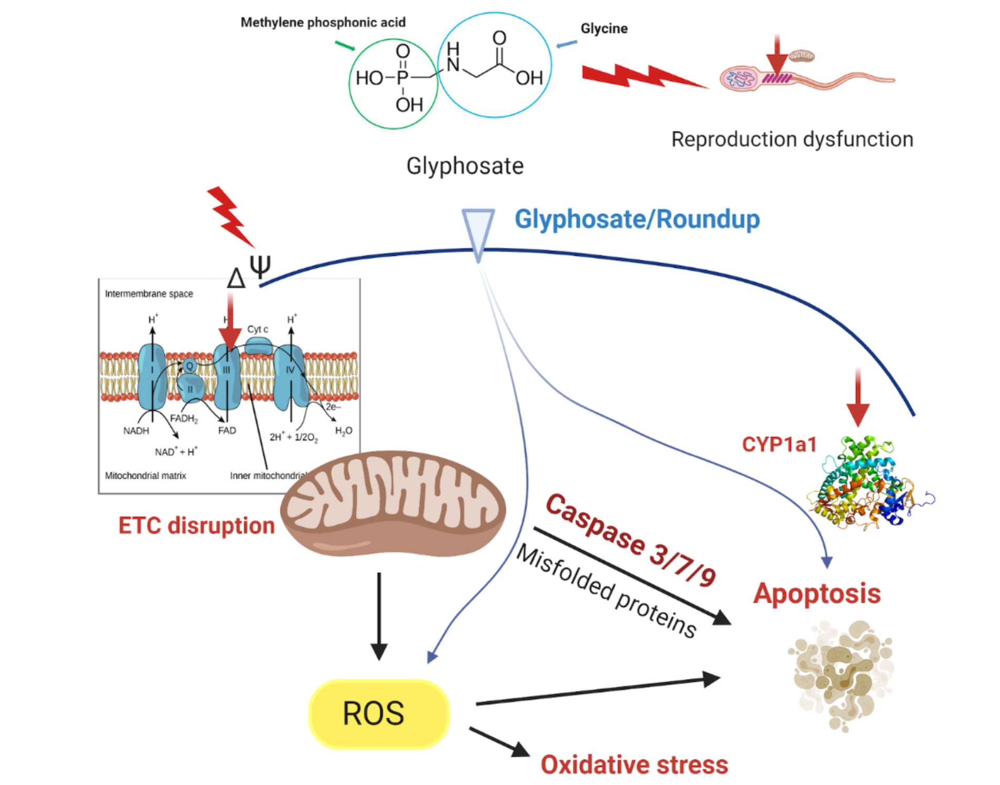 Methylene phosphonic acid
Glycine
O
HO
P
OH
H
N
O
OH
Reproduction dysfunction
Glyphosate
Glyphosate/Roundup
Δ Ψ
Intermembrane space
H+
H
H+
Cyt c
I
Q
II
III
IV
NADH
FADH2
FAD
NAD+ + H+
2H+ + 1/2O2
2e–
H2O
Mitochondrial matrix
Inner mitochondrial
ETC disruption
CYP1a1
Caspase 3/7/9
Misfolded proteins
Apoptosis
ROS
Oxidative stress